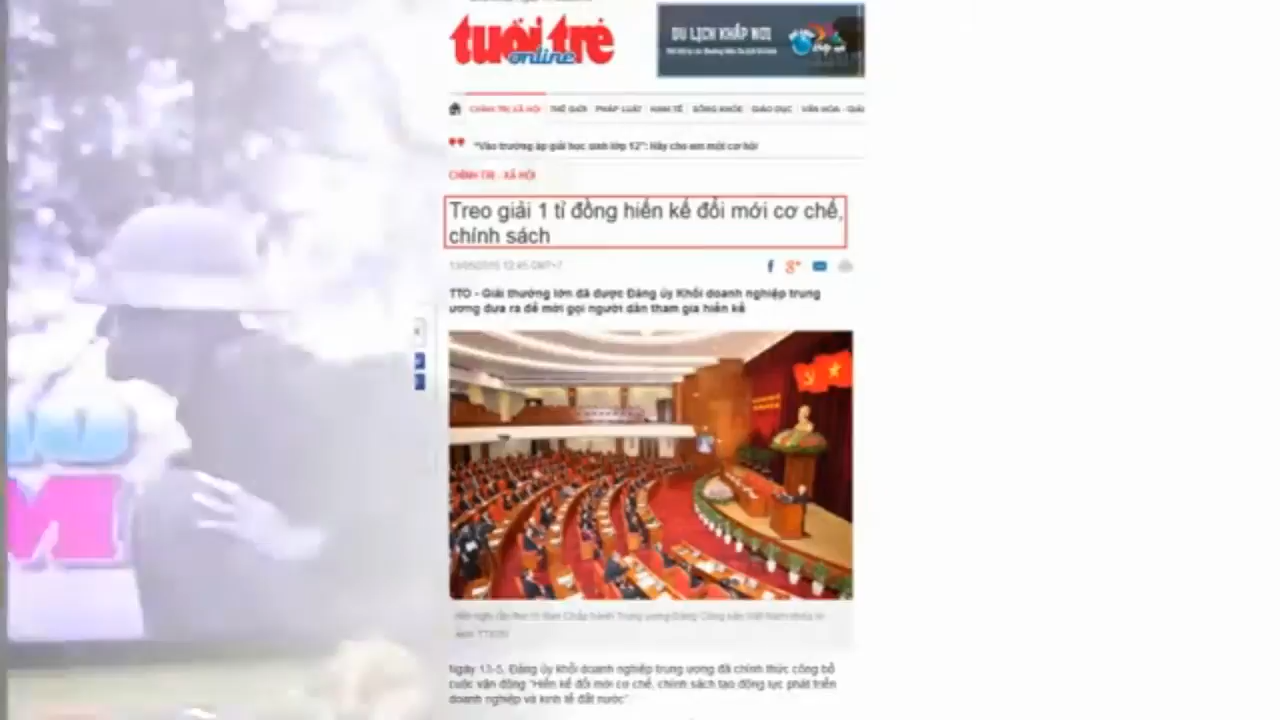 tuổi trẻ
online
DU LỊCH KHẮP NƠI
CHÍNH TRỊ XÃ HỘI THẾ GIỚI PHÁP LUẬT KINH TẾ SỐNG KHỎE GIÁO DỤC VĂN HÓA - GIẢI
"Vào trường áp giải học sinh lớp 12": Hãy cho em một cơ hội
CHÍNH TRỊ - XÃ HỘI
Treo giải 1 tỉ đồng hiến kế đổi mới cơ chế,
chính sách
TTO - Giải thưởng lớn đã được Đảng ủy Khối doanh nghiệp trung
ương đưa ra để mời gọi người dân tham gia hiến kế
Ngày 13-5, Đảng ủy khối doanh nghiệp trung ương đã chính thức công bố
cuộc vận động "Hiến kế đổi mới cơ chế, chính sách tạo động lực phát triển
doanh nghiệp và kinh tế đất nước"